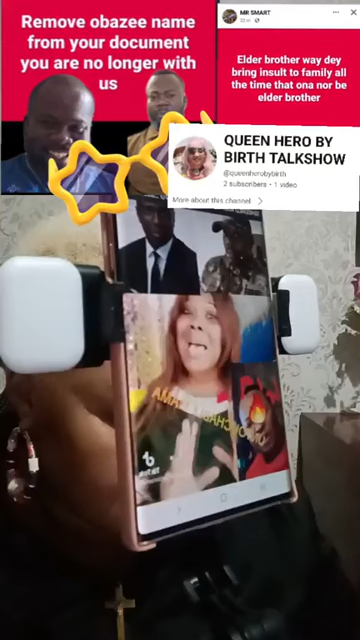 Remove obazee name
from your document
you are no longer with
us
MR SMART
Elder brother way dey
bring insult to family all
the time that ona nor be
elder brother
QUEEN HERO BY
BIRTH TALKSHOW
@queenherobybirth
2 subscribers • 1 video
More about this channel >
TikTok